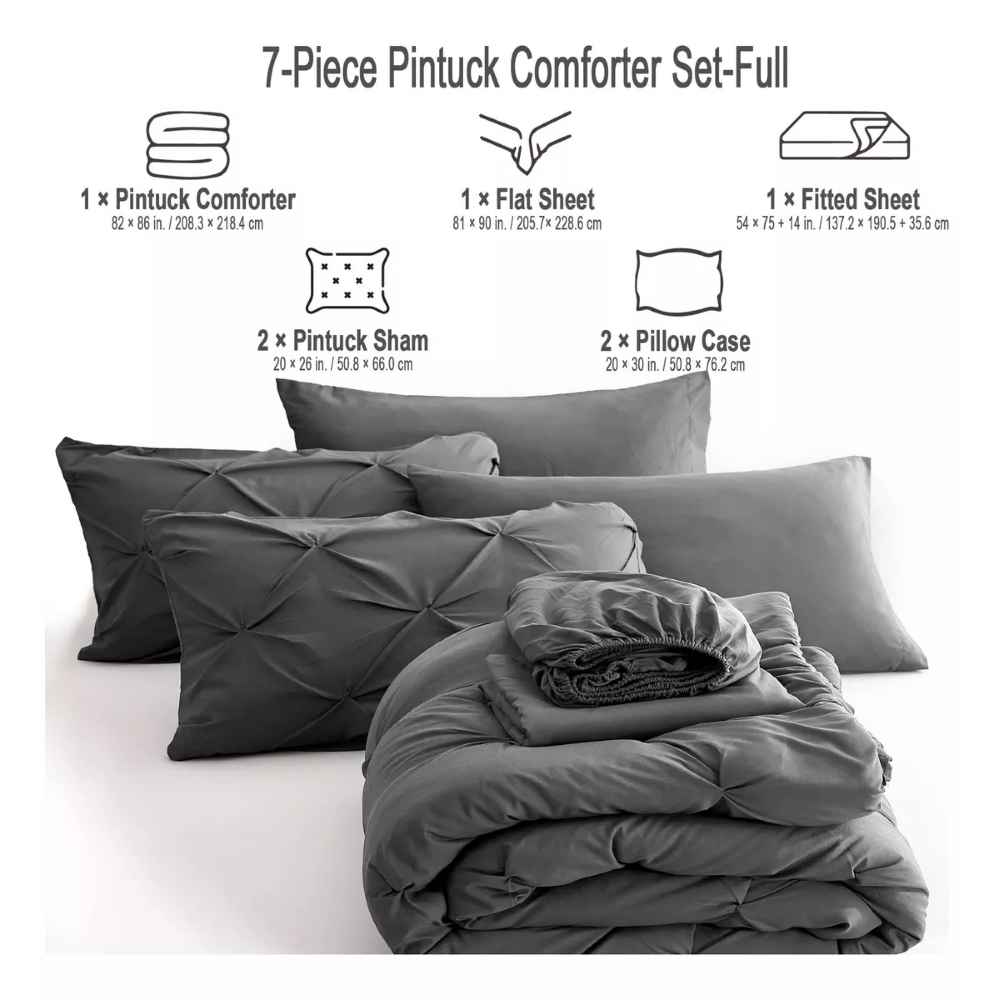 7-Piece Pintuck Comforter Set-Full
1 × Pintuck Comforter
82 × 86 in. / 208.3 × 218.4 cm
1 × Flat Sheet
81 × 90 in. / 205.7× 228.6 cm
1 × Fitted Sheet
54 × 75 + 14 in. / 137.2 × 190.5 + 35.6 cm
2 × Pintuck Sham
20 × 26 in. / 50.8 × 66.0 cm
2 × Pillow Case
20 × 30 in. / 50.8 × 76.2 cm